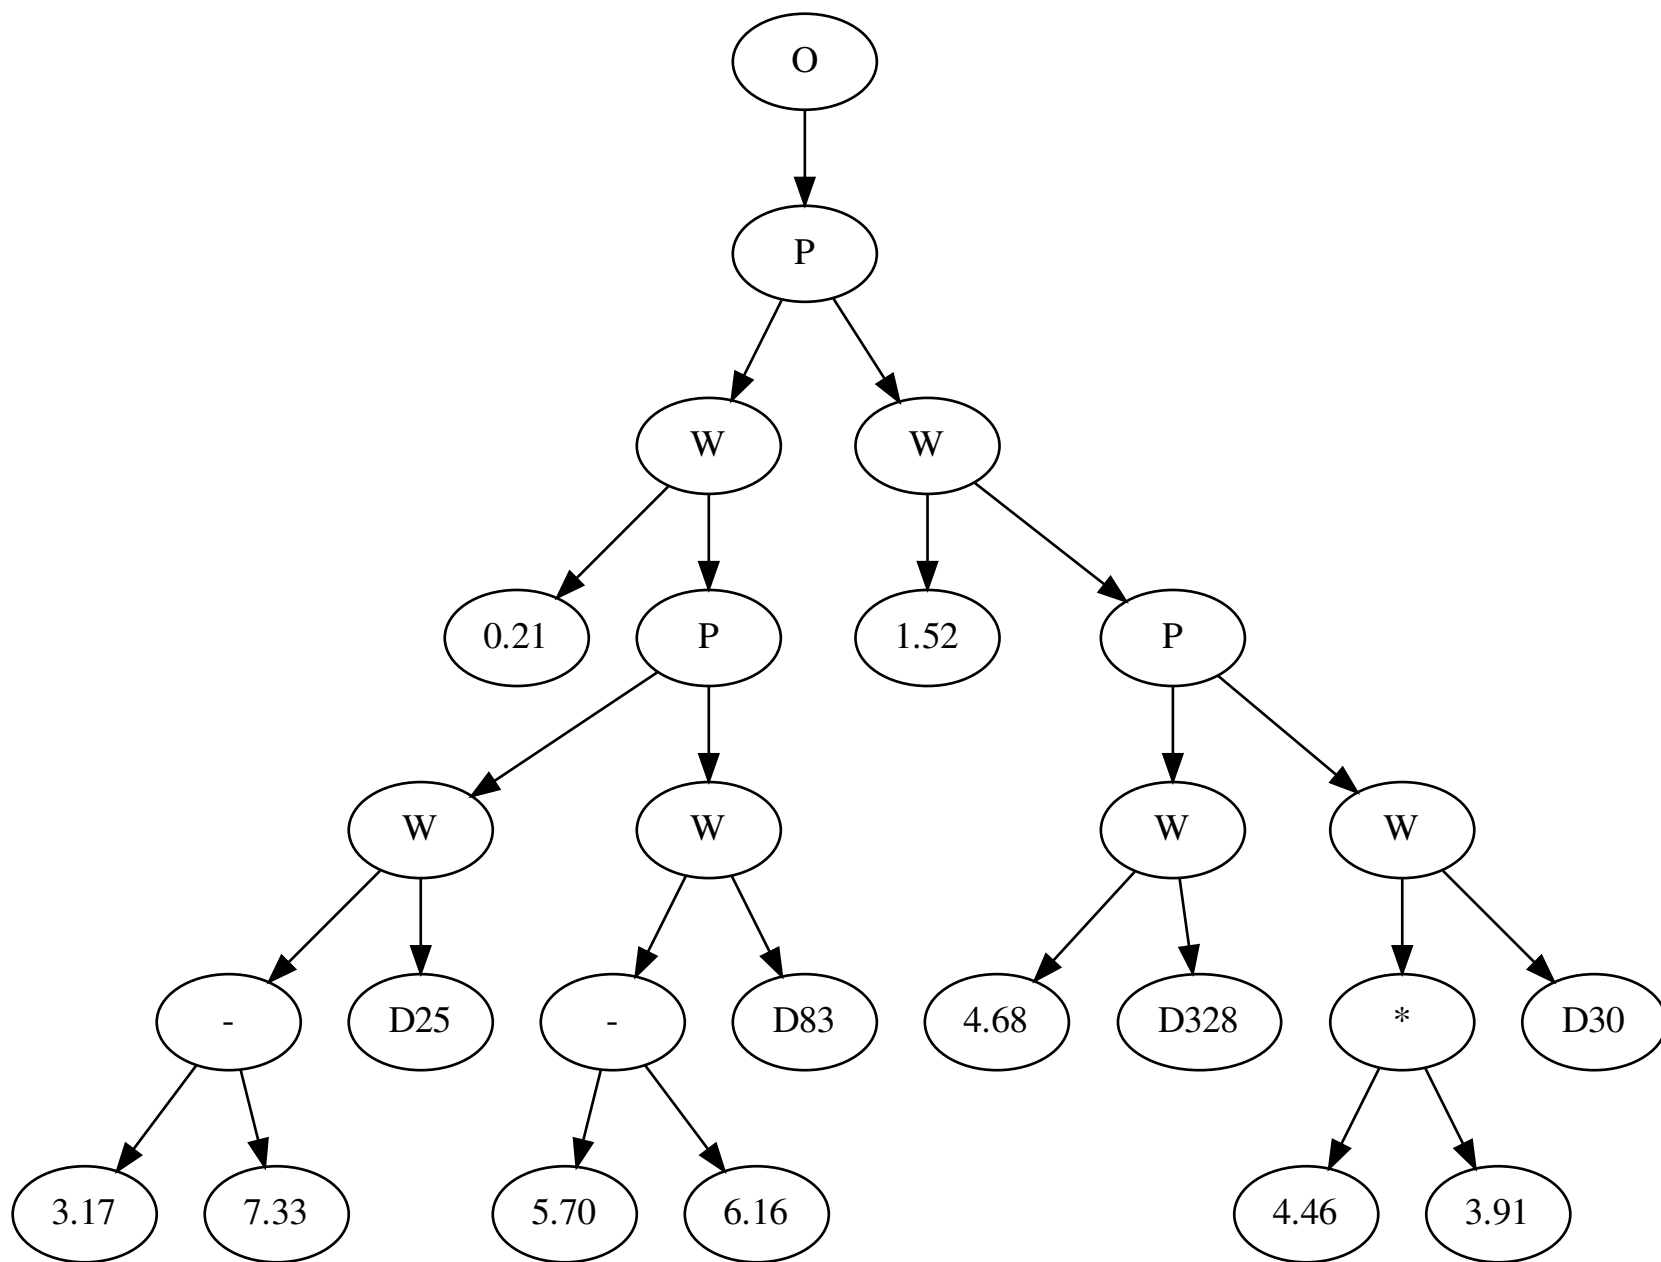 O
P
W W
0.21 P 1.52 P
W W W W
- D25 - D83 4.68 D328 * D30
3.17 7.33 5.70 6.16 4.46 3.91